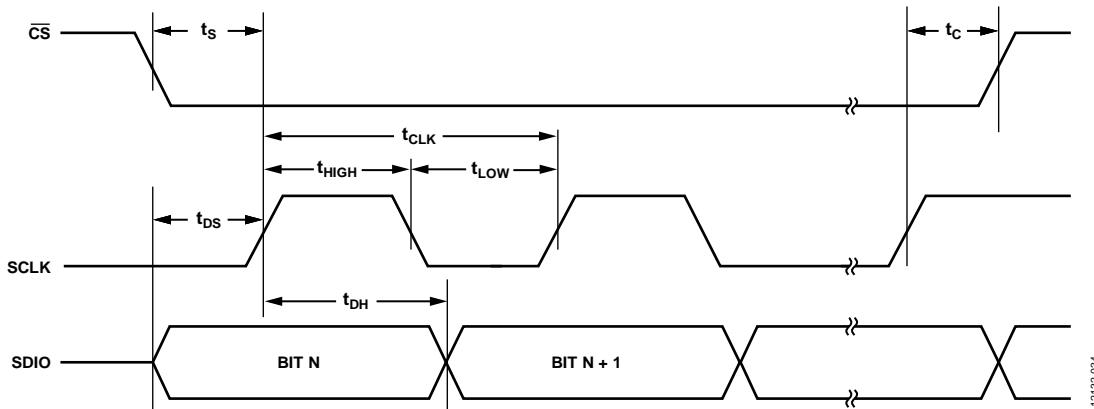 CS
tS
tC
tCLK
tHIGH
tLOW
tDS
SCLK
tDH
SDIO
BIT N
BIT N + 1